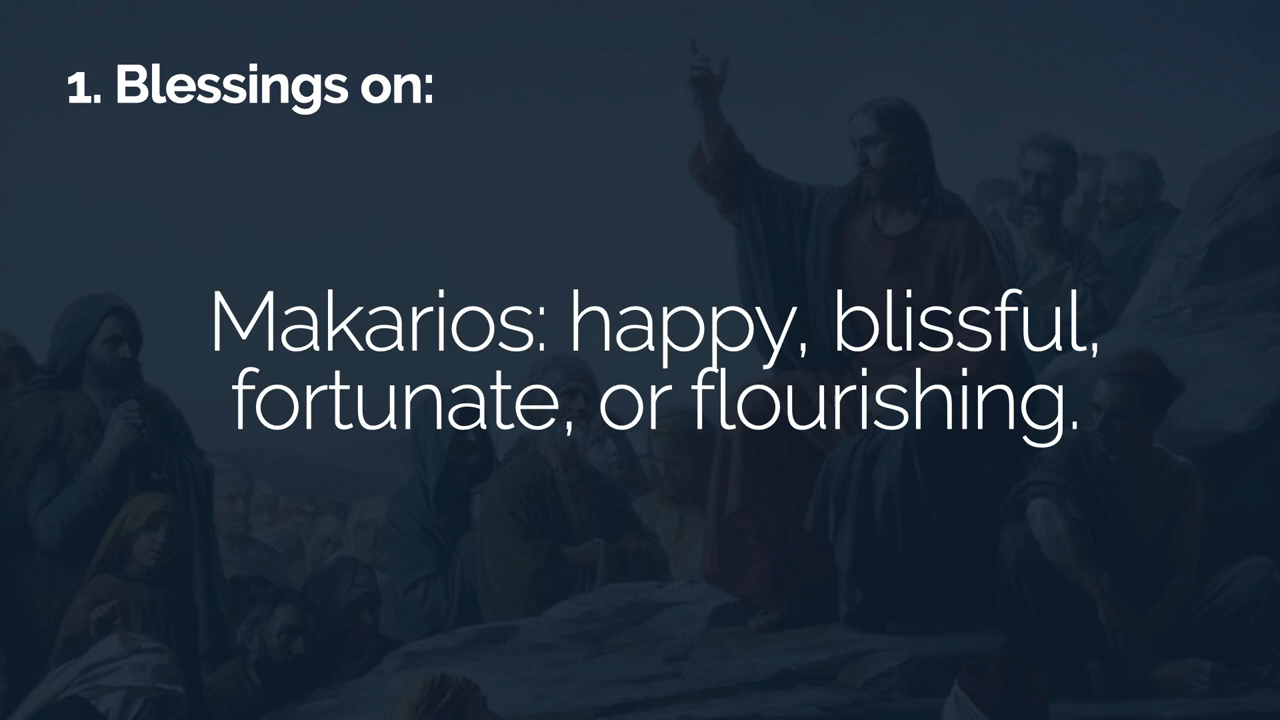 1. Blessings on:
Makarios: happy, blissful,
fortunate, or flourishing.